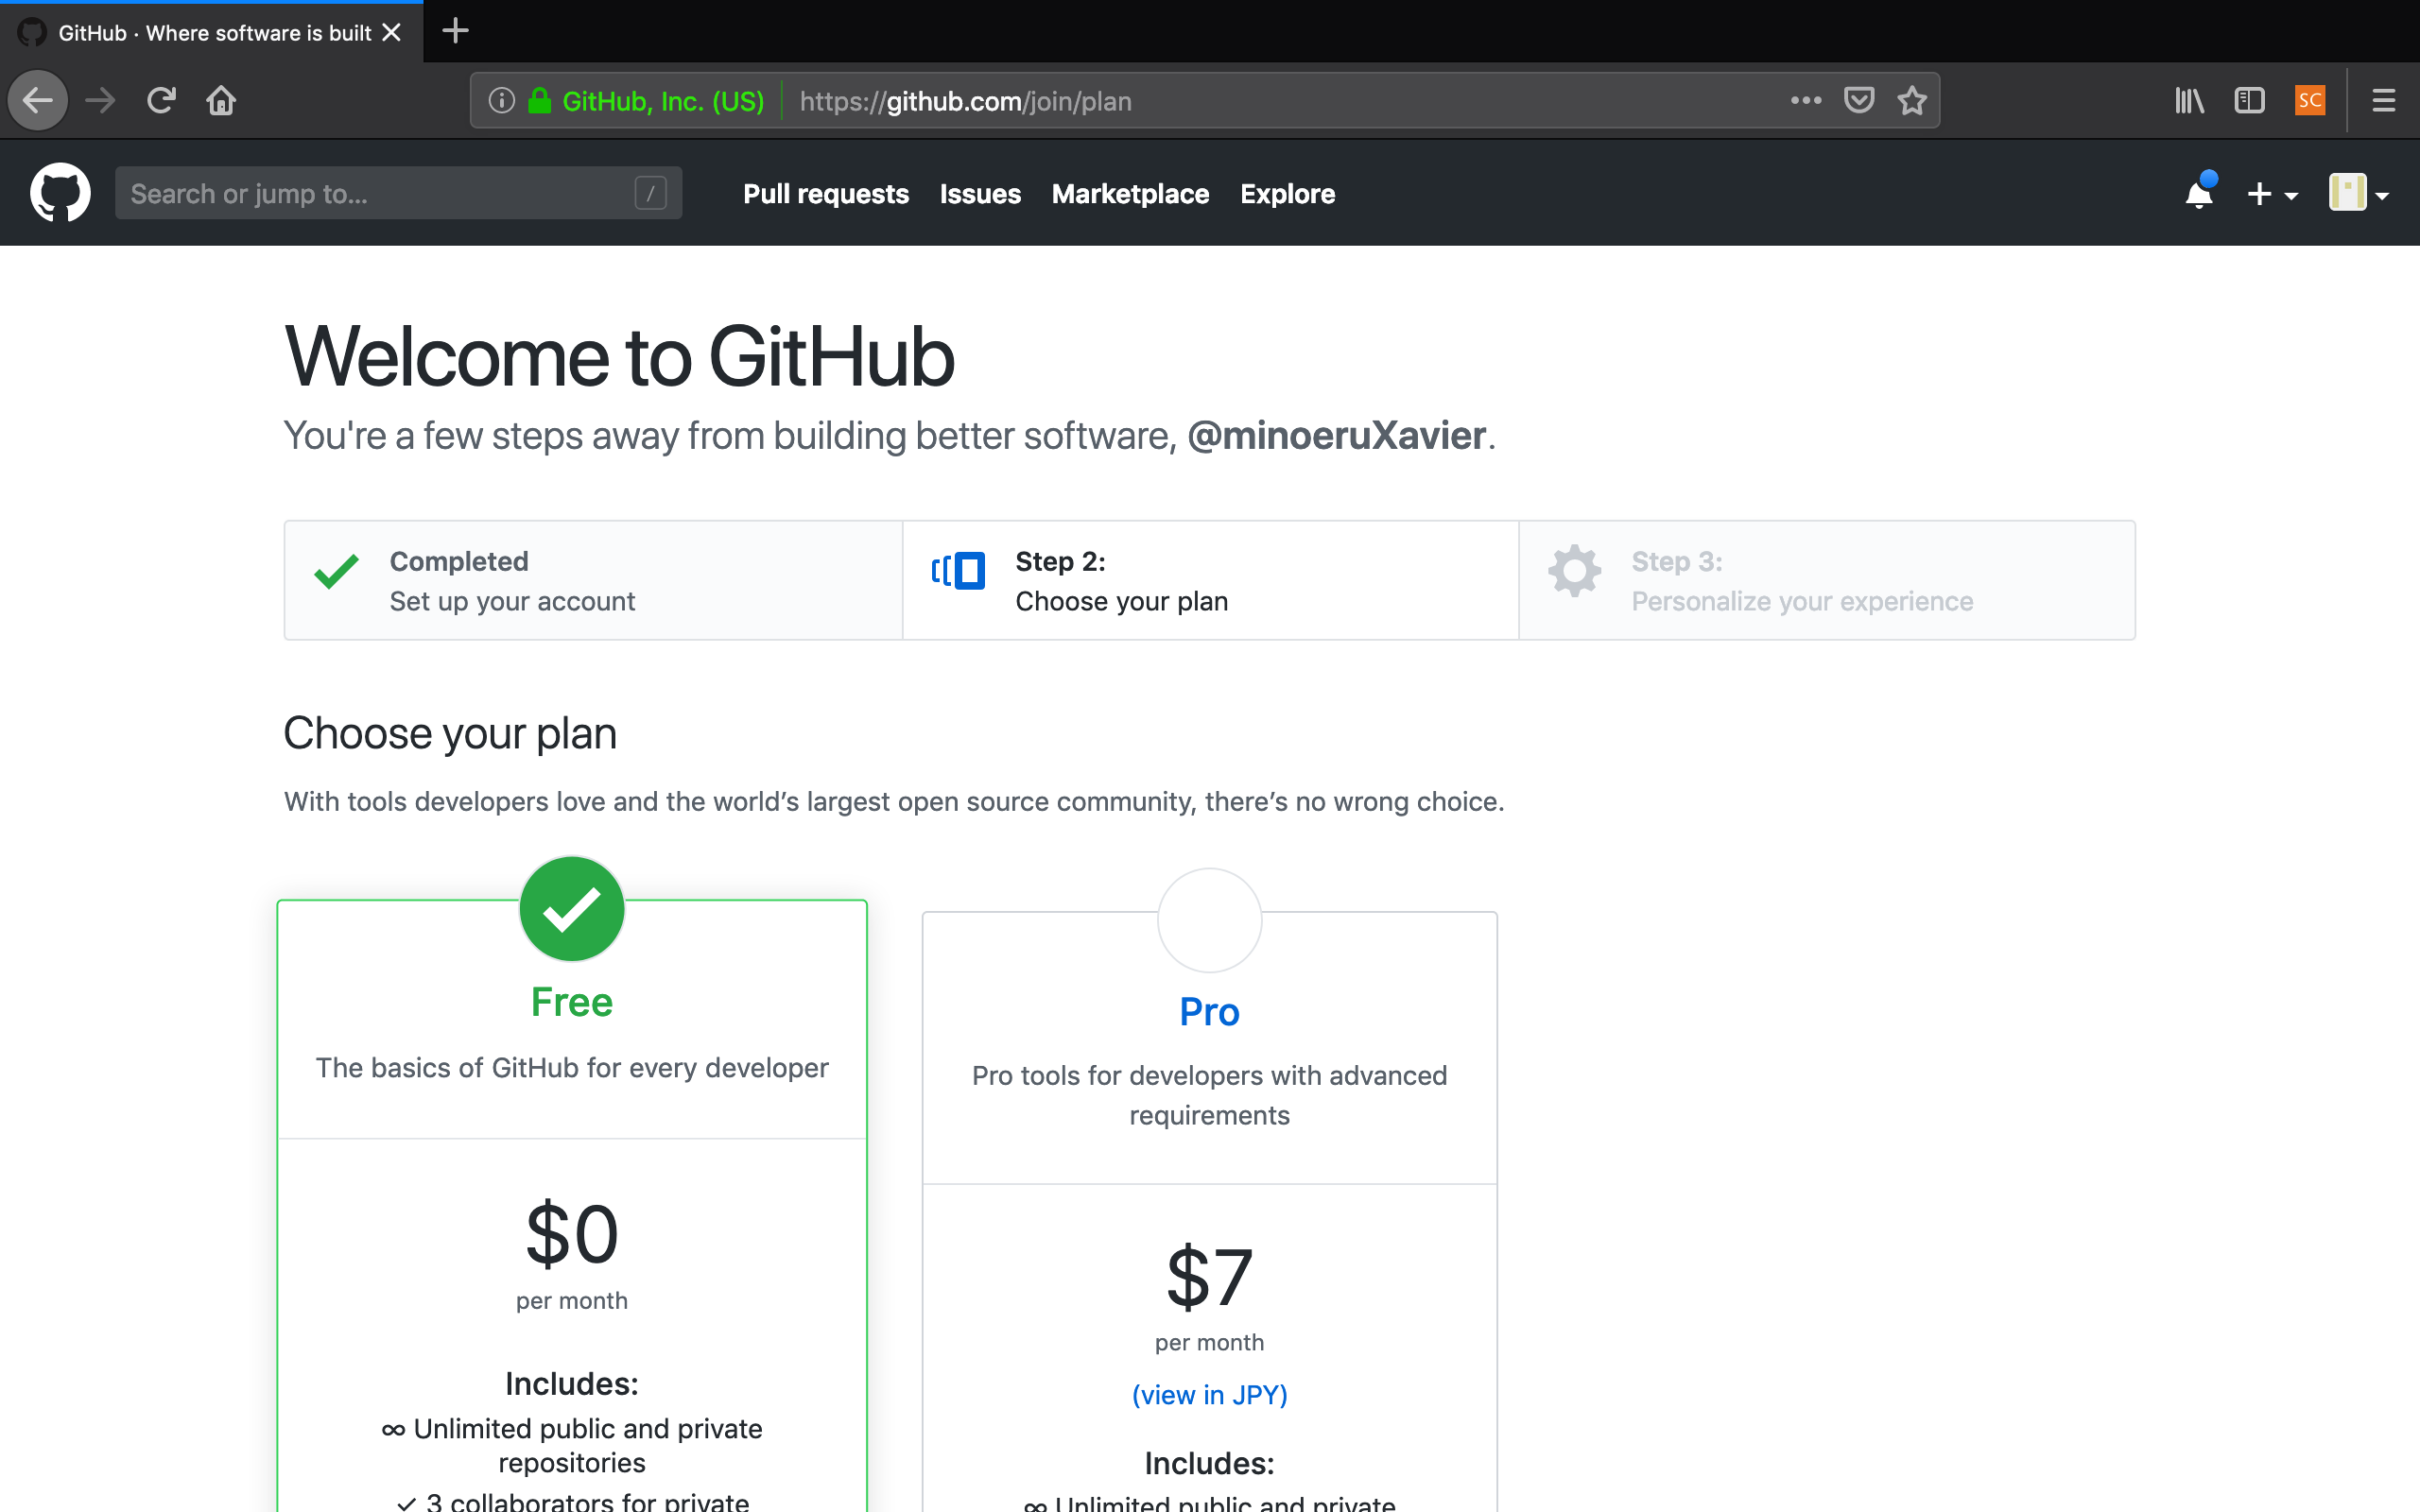 GitHub · Where software is built
GitHub, Inc. (US) https://github.com/join/plan
SC
Search or jump to... /
Pull requests Issues Marketplace Explore
Welcome to GitHub
You're a few steps away from building better software, @minoeruXavier.
Completed
Set up your account
Step 2:
Choose your plan
Step 3:
Personalize your experience
Choose your plan
With tools developers love and the world’s largest open source community, there’s no wrong choice.
Free
The basics of GitHub for every developer
$0
per month
Includes:
∞ Unlimited public and private
repositories
✓ 3 collaborators for private
Pro
Pro tools for developers with advanced
requirements
$7
per month
(view in JPY)
Includes:
∞ Unlimited public and private